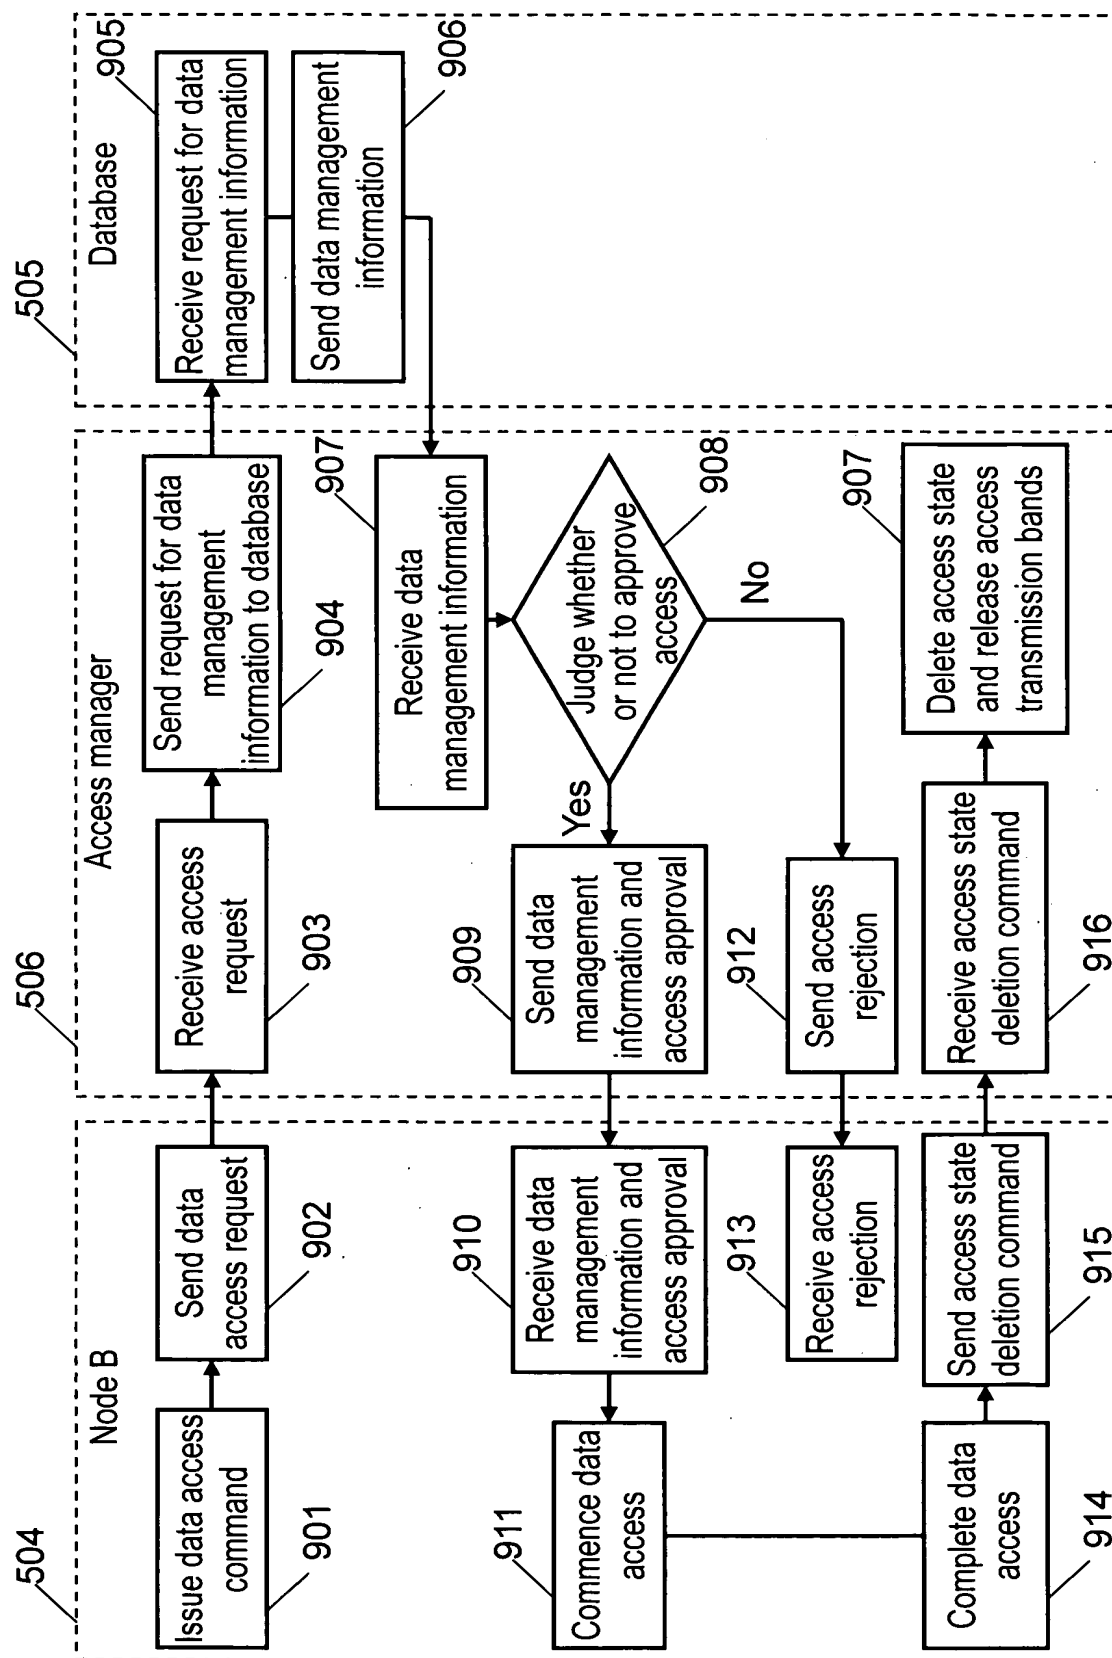 504
506
505
Node B
Access manager
Database
Issue data access
command
901
Send data
access request
902
Receive access
request
903
Send request for data
management
information to database
904
Receive request for data
management information
905
Send data management
information
906
Receive data
management information
907
Judge whether
or not to approve
access
908
Yes
No
Send data
management
information and
access approval
909
Receive data
management
information and
access approval
910
Commence data
access
911
Send access
rejection
912
Receive access
rejection
913
Complete data
access
914
Send access state
deletion command
915
Receive access state
deletion command
916
Delete access state
and release access
transmission bands
907